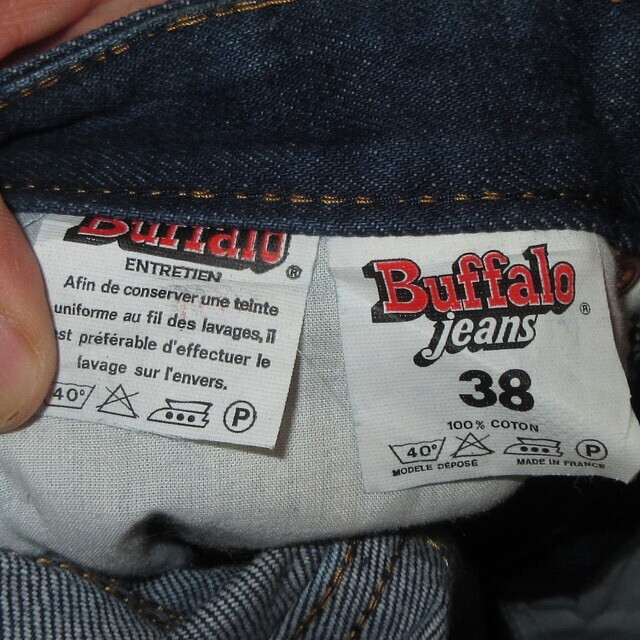 Buffalo ®
ENTRETIEN
Afin de conserver une teinte
uniforme au fil des lavages, il
est préférable d'effectuer le
lavage sur l'envers.
40° P
Buffalo ®
jeans
38
100 % COTON
40° P
MODELE DÉPOSÉ MADE IN FRANCE